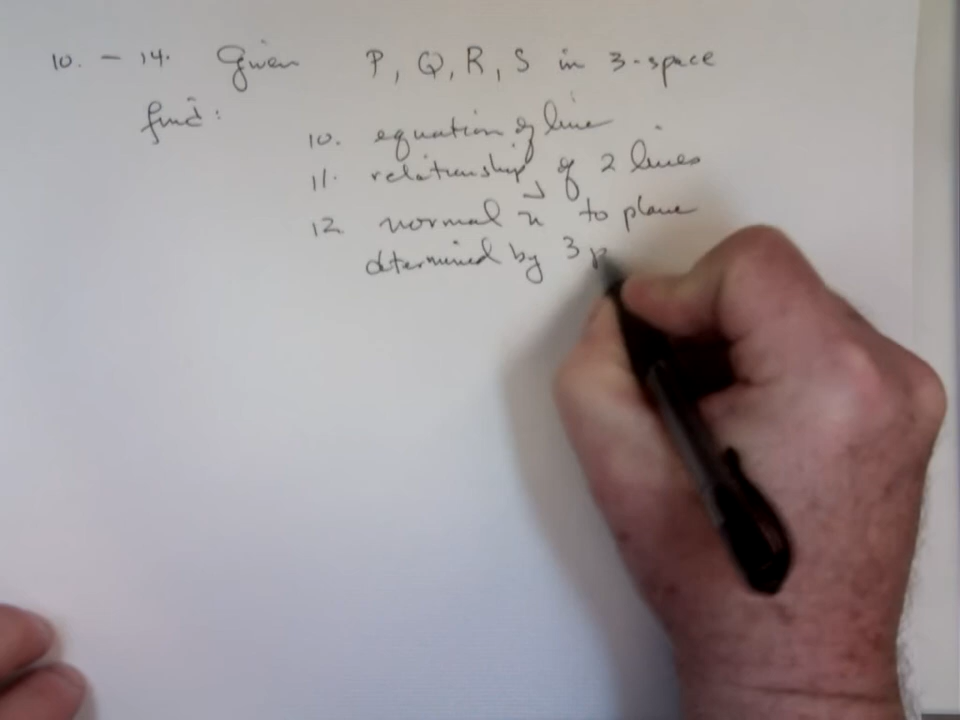 10. - 14. Given P, Q, R, S in 3-space
find:
10. equation of line
11. relationship of 2 lines
12 normal n to plane
determined by 3 p